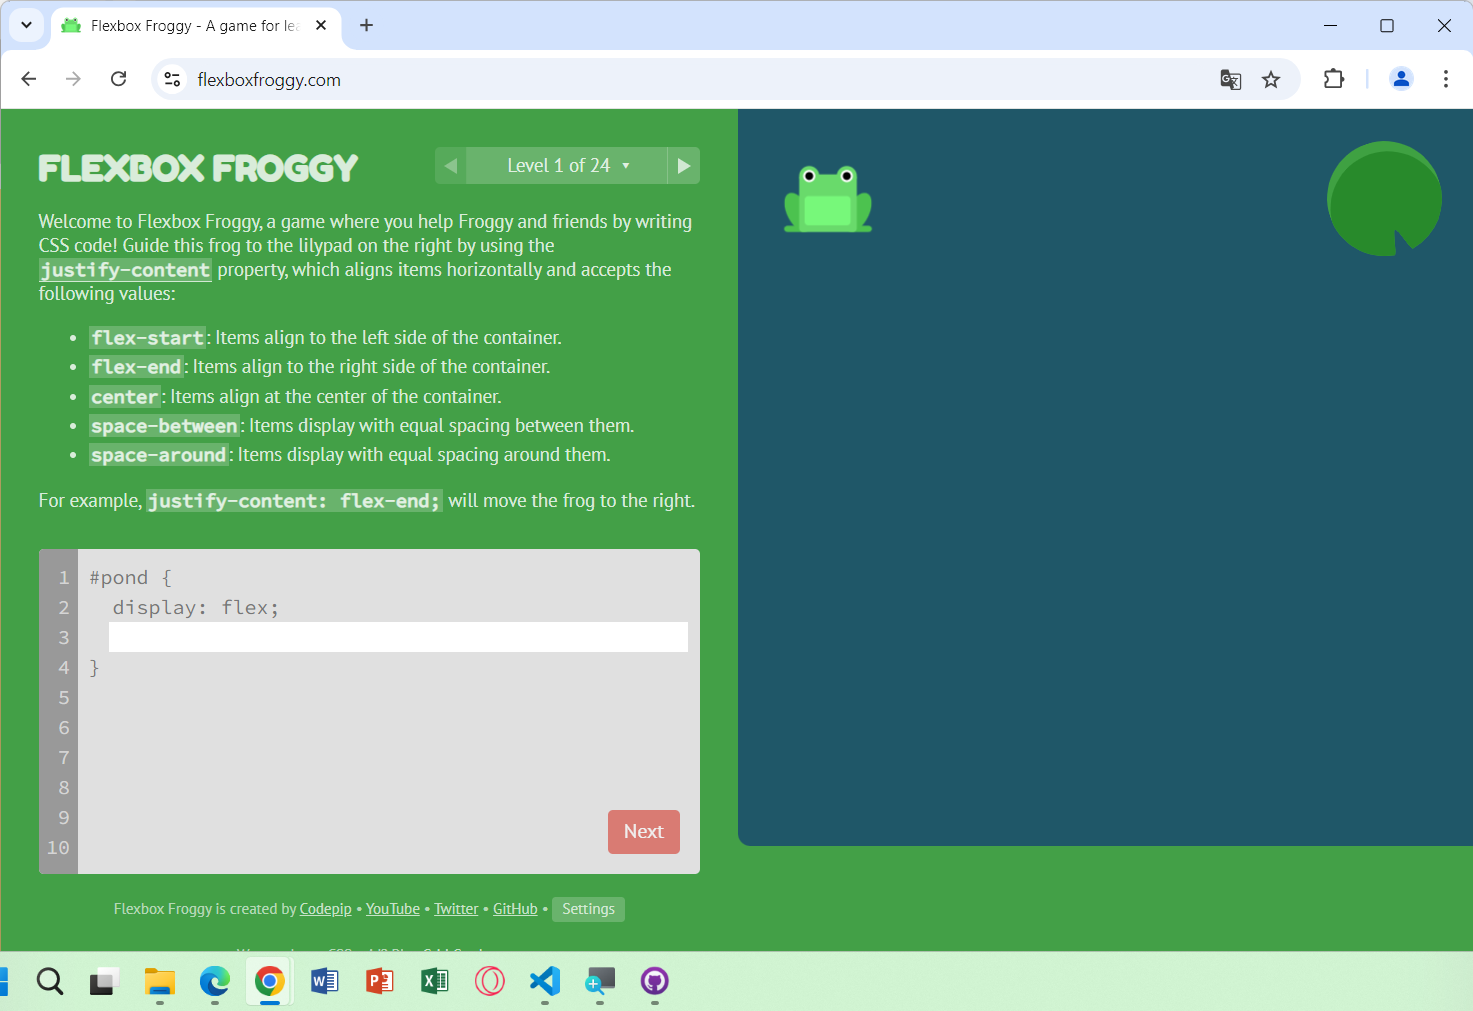 Flexbox Froggy - A game for lea
flexboxfroggy.com
FLEXBOX FROGGY
Level 1 of 24
Welcome to Flexbox Froggy, a game where you help Froggy and friends by writing
CSS code! Guide this frog to the lilypad on the right by using the
justify-content property, which aligns items horizontally and accepts the
following values:
• flex-start: Items align to the left side of the container.
• flex-end: Items align to the right side of the container.
• center: Items align at the center of the container.
• space-between: Items display with equal spacing between them.
• space-around: Items display with equal spacing around them.
For example, justify-content: flex-end; will move the frog to the right.
1 #pond {
2 display: flex;
3
4 }
5
6
7
8
9
10
Next
Flexbox Froggy is created by Codepip • YouTube • Twitter • GitHub • Settings